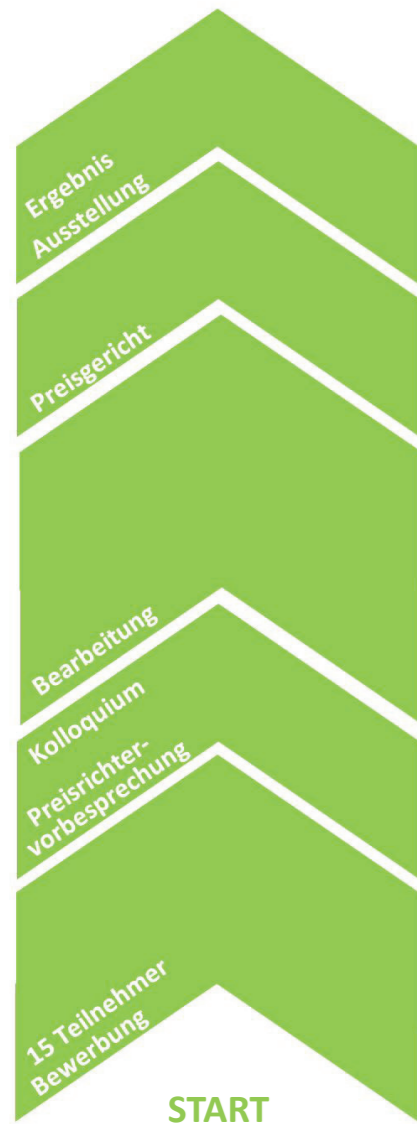 Ergebnis
Ausstellung
Preisgericht
Bearbeitung
Kolloquium
Preisrichter-
vorbesprechung
15 Teilnehmer
Bewerbung
START